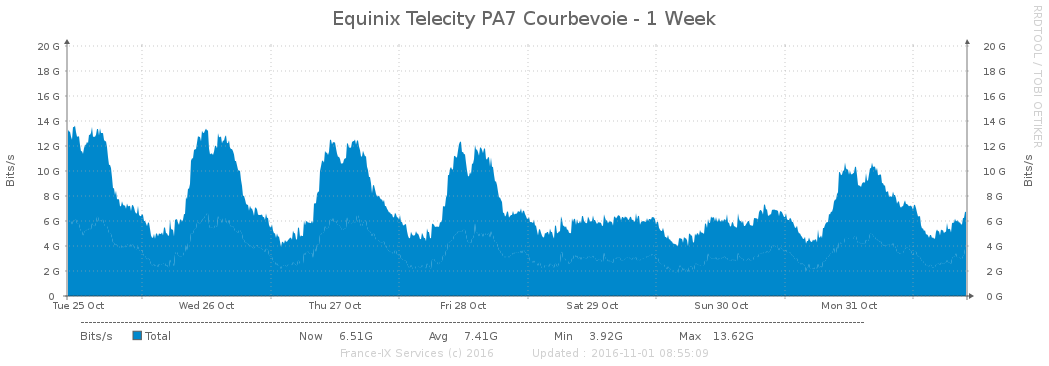 Equinix Telecity PA7 Courbevoie - 1 Week
RRDTOOL / TOBI OETIKER
20 G 20 G
18 G 18 G
16 G 16 G
14 G 14 G
12 G 12 G
10 G 10 G
8 G 8 G
6 G 6 G
4 G 4 G
2 G 2 G
0 0 G
Bits/s
Bits/s
Tue 25 Oct Wed 26 Oct Thu 27 Oct Fri 28 Oct Sat 29 Oct Sun 30 Oct Mon 31 Oct
Bits/s Total Now 6.51G Avg 7.41G Min 3.92G Max 13.62G
France-IX Services (c) 2016 Updated : 2016-11-01 08:55:09